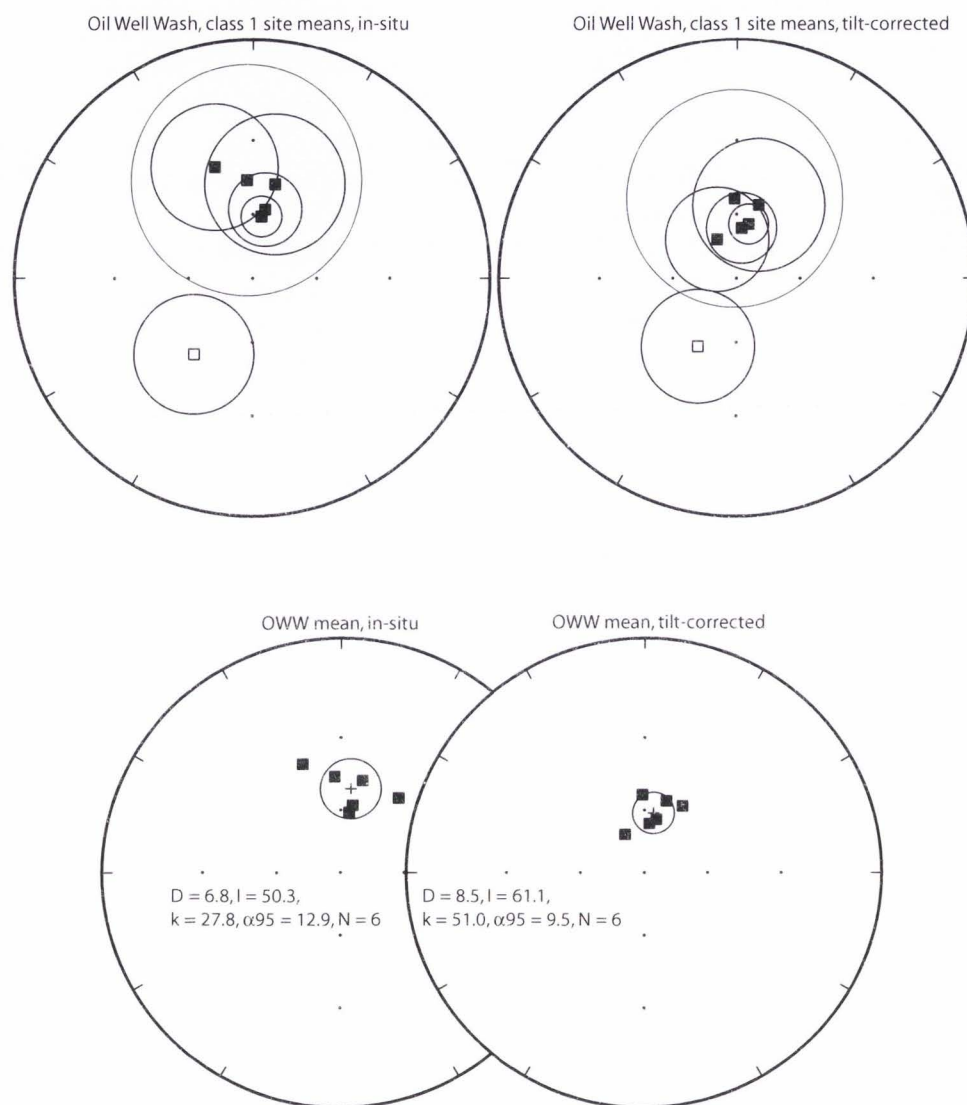 Oil Well Wash, class 1 site means, in-situ
Oil Well Wash, class 1 site means, tilt-corrected
OWW mean, in-situ
OWW mean, tilt-corrected
D = 6.8, I = 50.3,
k = 27.8, α95 = 12.9, N = 6
D = 8.5, I = 61.1,
k = 51.0, α95 = 9.5, N = 6